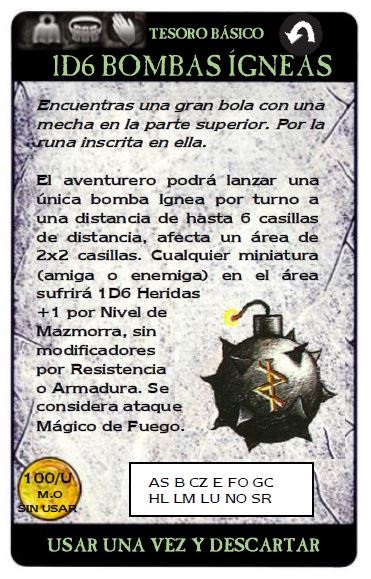 TESORO BÁSICO
1D6 BOMBAS ÍGNEAS
Encuentras una gran bola con una
mecha en la parte superior. Por la
runa inscrita en ella.
El aventurero podrá lanzar una
única bomba Ignea por turno a
una distancia de hasta 6 casillas
de distancia, afecta un área de
2x2 casillas. Cualquier miniatura
(amiga o enemiga) en el área
sufrirá 1D6 Heridas
+1 por Nivel de
Mazmorra, sin
modificadores
por Resistencia
o Armadura. Se
considera ataque
Mágico de Fuego.
100/U
M.O
SIN USAR
AS B CZ E FO GC
HL LM LU NO SR
USAR UNA VEZ Y DESCARTAR